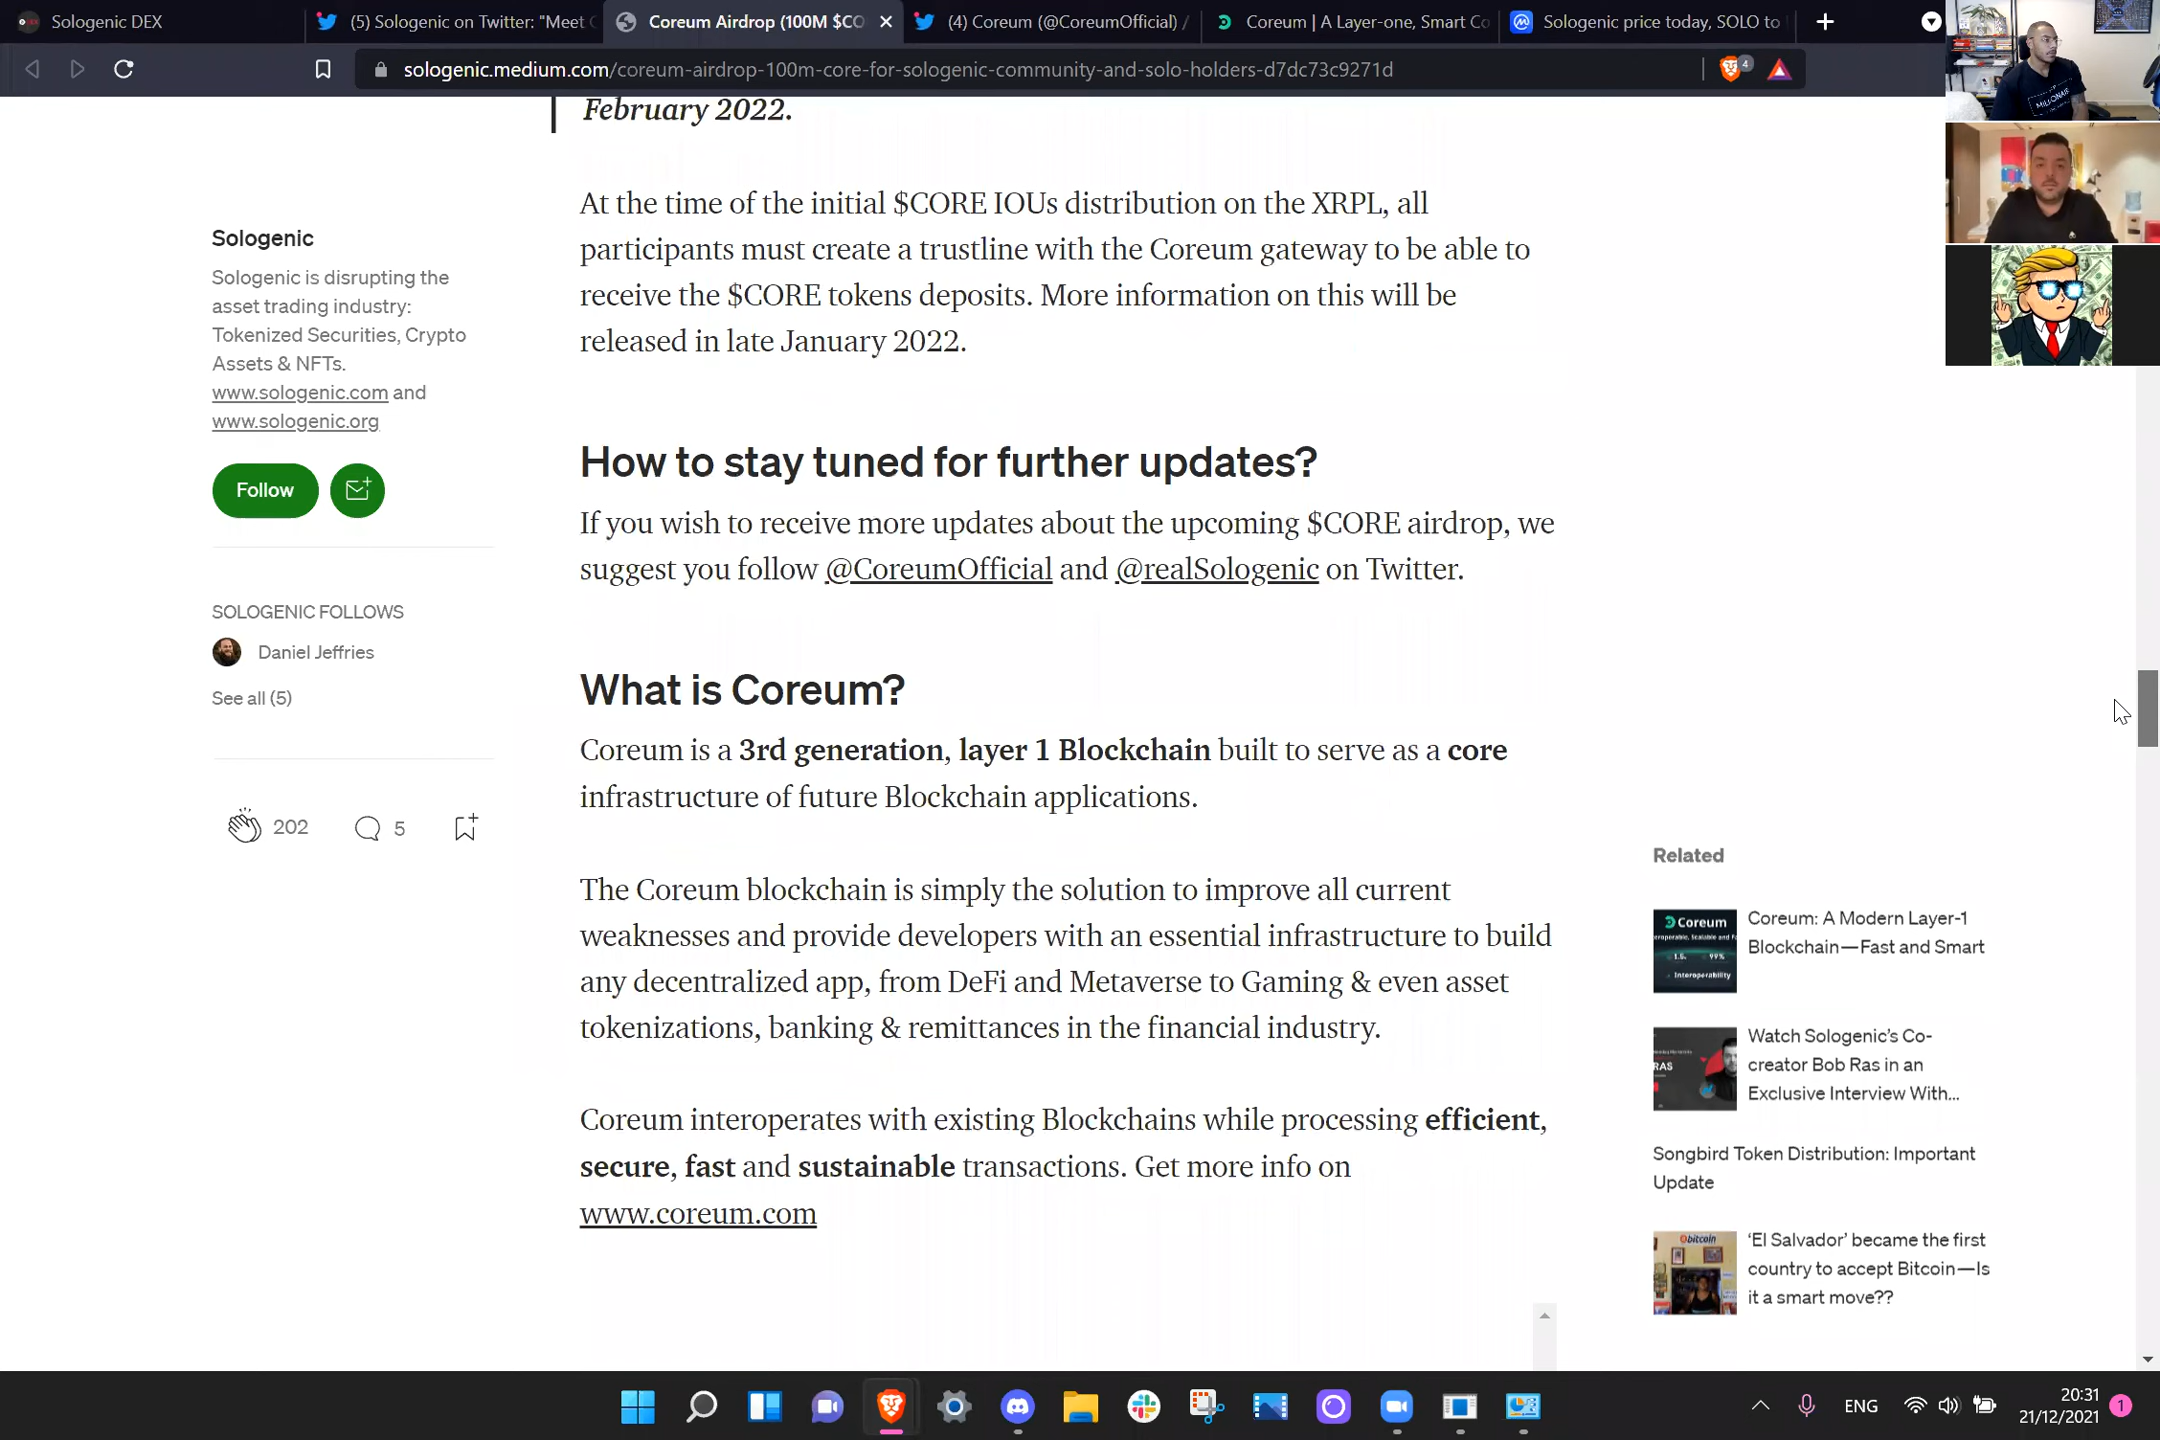 Sologenic DEX
(5) Sologenic on Twitter: "Meet
Coreum Airdrop (100M $CO
(4) Coreum (@CoreumOfficial) /
Coreum | A Layer-one, Smart Co
Sologenic price today, SOLO to
sologenic.medium.com/coreum-airdrop-100m-core-for-sologenic-community-and-solo-holders-d7dc73c9271d
4
February 2022.
At the time of the initial $CORE IOUs distribution on the XRPL, all
participants must create a trustline with the Coreum gateway to be able to
receive the $CORE tokens deposits. More information on this will be
released in late January 2022.
How to stay tuned for further updates?
If you wish to receive more updates about the upcoming $CORE airdrop, we
suggest you follow @CoreumOfficial and @realSologenic on Twitter.
What is Coreum?
Coreum is a 3rd generation, layer 1 Blockchain built to serve as a core
infrastructure of future Blockchain applications.
The Coreum blockchain is simply the solution to improve all current
weaknesses and provide developers with an essential infrastructure to build
any decentralized app, from DeFi and Metaverse to Gaming & even asset
tokenizations, banking & remittances in the financial industry.
Coreum interoperates with existing Blockchains while processing efficient,
secure, fast and sustainable transactions. Get more info on
www.coreum.com
Sologenic
Sologenic is disrupting the
asset trading industry:
Tokenized Securities, Crypto
Assets & NFTs.
www.sologenic.com and
www.sologenic.org
Follow
SOLOGENIC FOLLOWS
Daniel Jeffries
See all (5)
202
5
Related
Coreum: A Modern Layer-1
Blockchain—Fast and Smart
Coreum
99%
Interoperability
Watch Sologenic's Co-
creator Bob Ras in an
Exclusive Interview With...
RAS
Songbird Token Distribution: Important
Update
'El Salvador' became the first
country to accept Bitcoin—Is
it a smart move??
bitcoin
ENG
20:31
21/12/2021
1